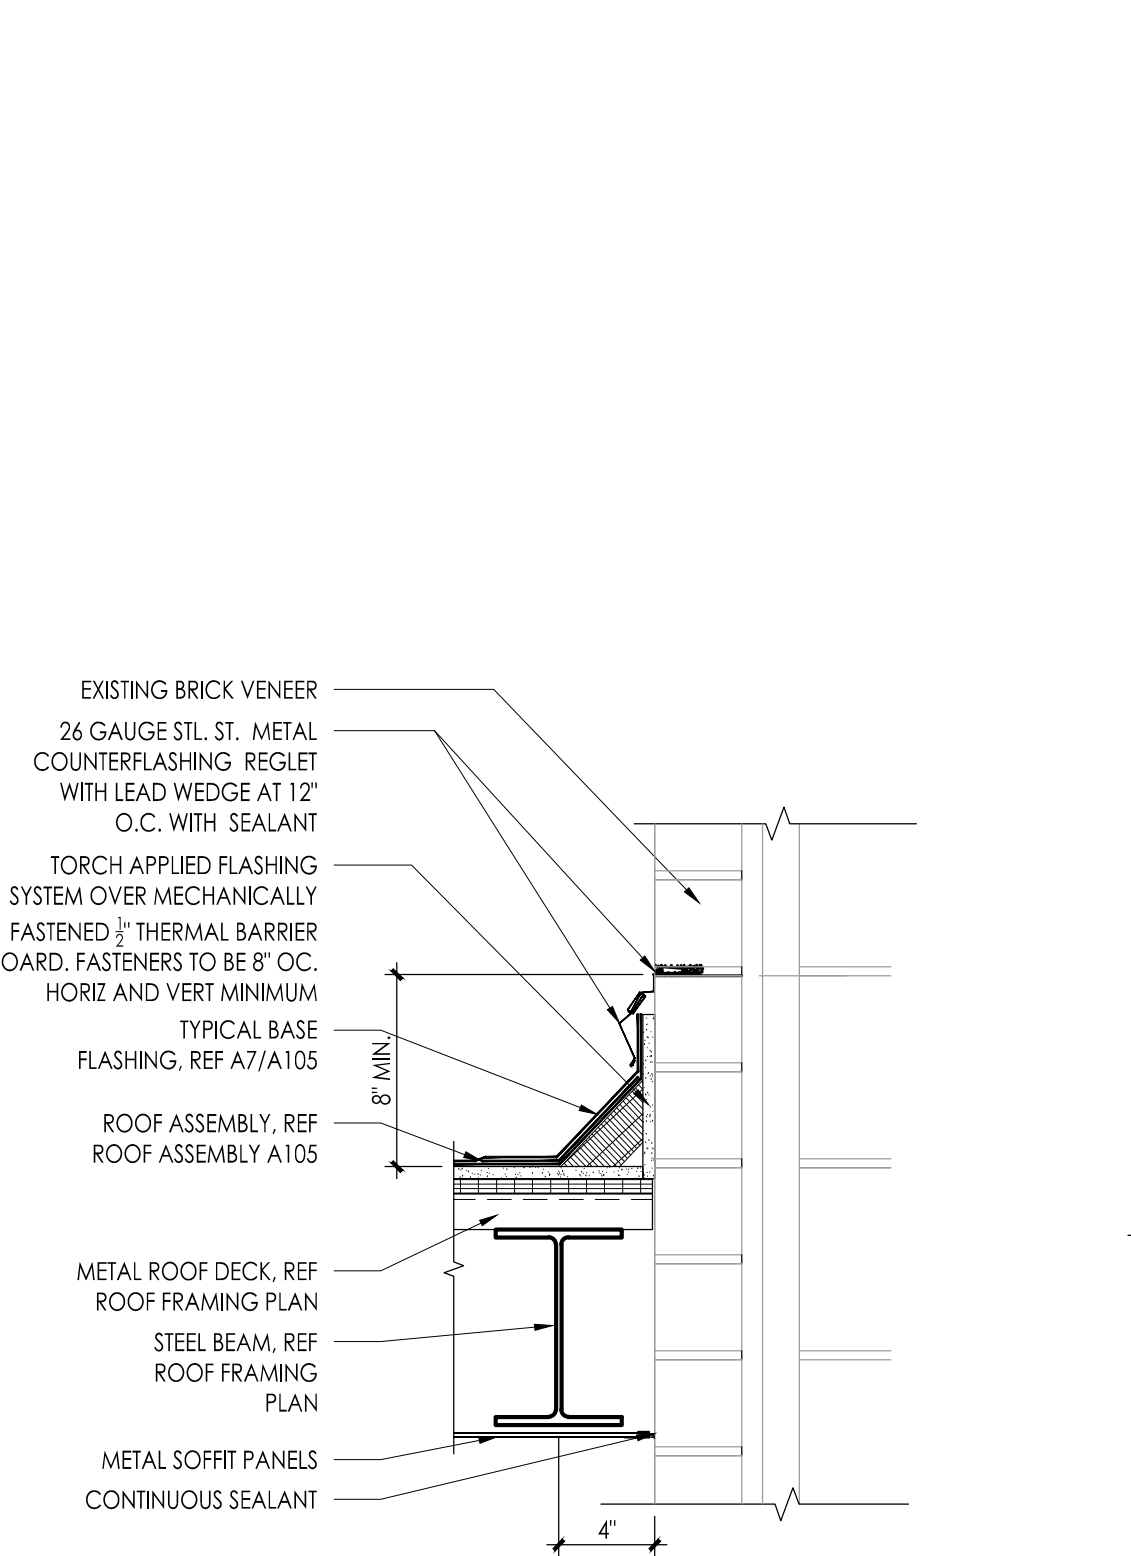 EXISTING BRICK VENEER
26 GAUGE STL. ST. METAL
COUNTERFLASHING REGLET
WITH LEAD WEDGE AT 12"
O.C. WITH SEALANT
TORCH APPLIED FLASHING
SYSTEM OVER MECHANICALLY
FASTENED 1/2" THERMAL BARRIER
OARD. FASTENERS TO BE 8" OC.
HORIZ AND VERT MINIMUM
TYPICAL BASE
FLASHING, REF A7/A105
8" MIN.
ROOF ASSEMBLY, REF
ROOF ASSEMBLY A105
METAL ROOF DECK, REF
ROOF FRAMING PLAN
STEEL BEAM, REF
ROOF FRAMING
PLAN
METAL SOFFIT PANELS
CONTINUOUS SEALANT
4"